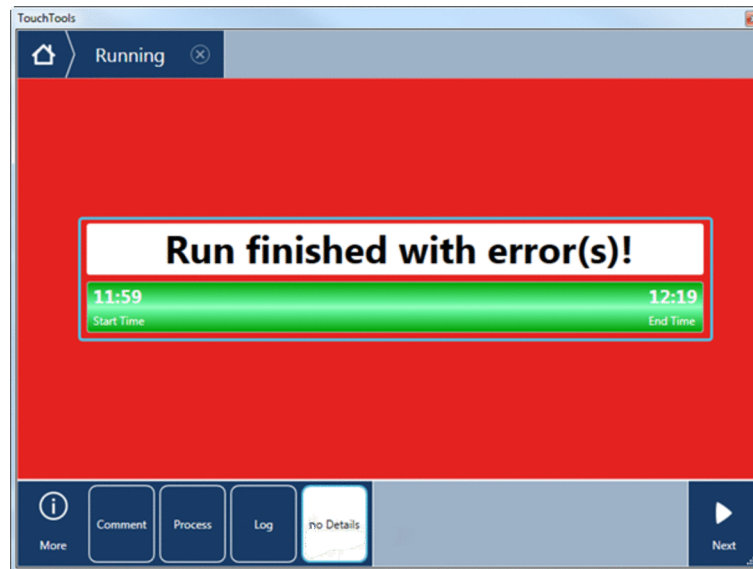 TouchTools
Running
Run finished with error(s)!
11:59 12:19
Start Time End Time
Comment Process Log no Details
More Next